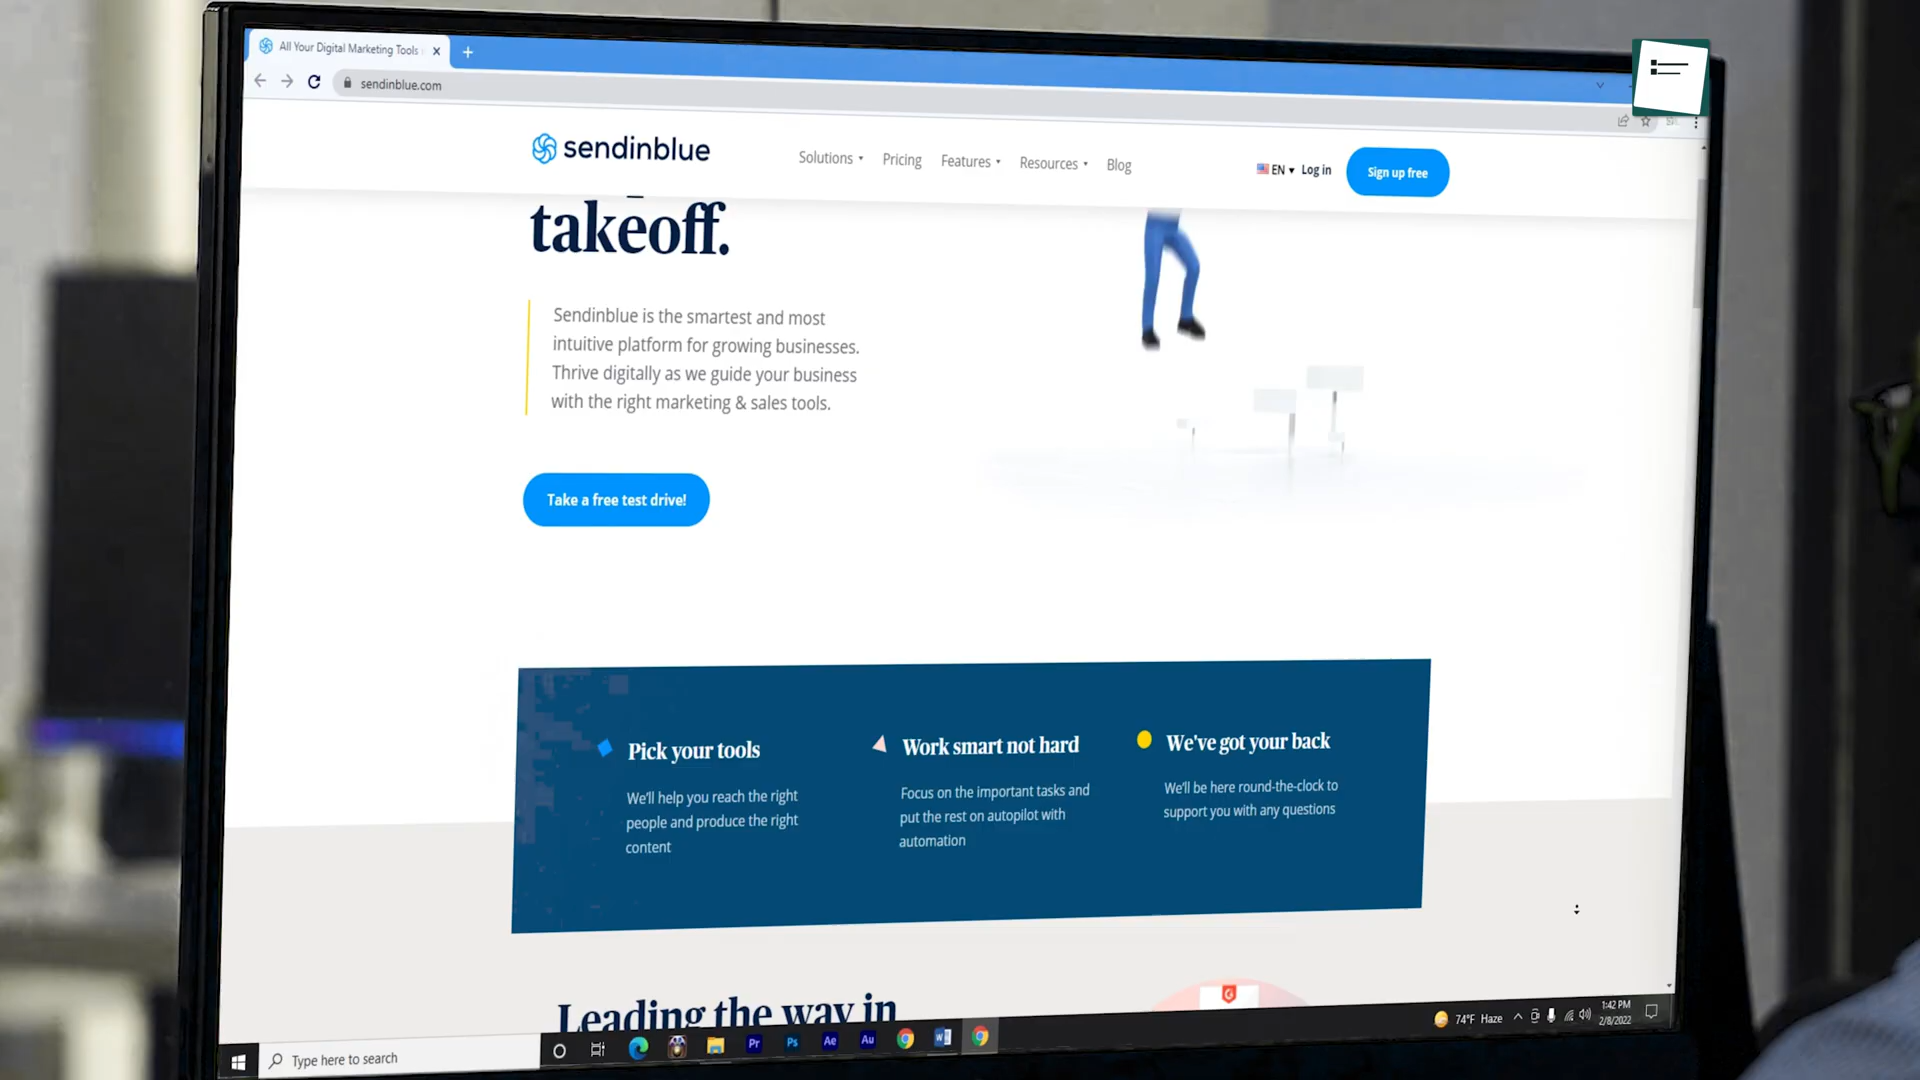 All Your Digital Marketing Tools
sendinblue.com
sendinblue
Solutions
Pricing
Features
Resources
Blog
EN
Log in
Sign up free
takeoff.
Sendinblue is the smartest and most
intuitive platform for growing businesses.
Thrive digitally as we guide your business
with the right marketing & sales tools.
Take a free test drive!
Pick your tools
We'll help you reach the right
people and produce the right
content
Work smart not hard
Focus on the important tasks and
put the rest on autopilot with
automation
We've got your back
We'll be here round-the-clock to
support you with any questions
Leading the way in
Type here to search
Pr
Ps
Ae
Au
74°F Haze
1:42 PM
2/8/2022